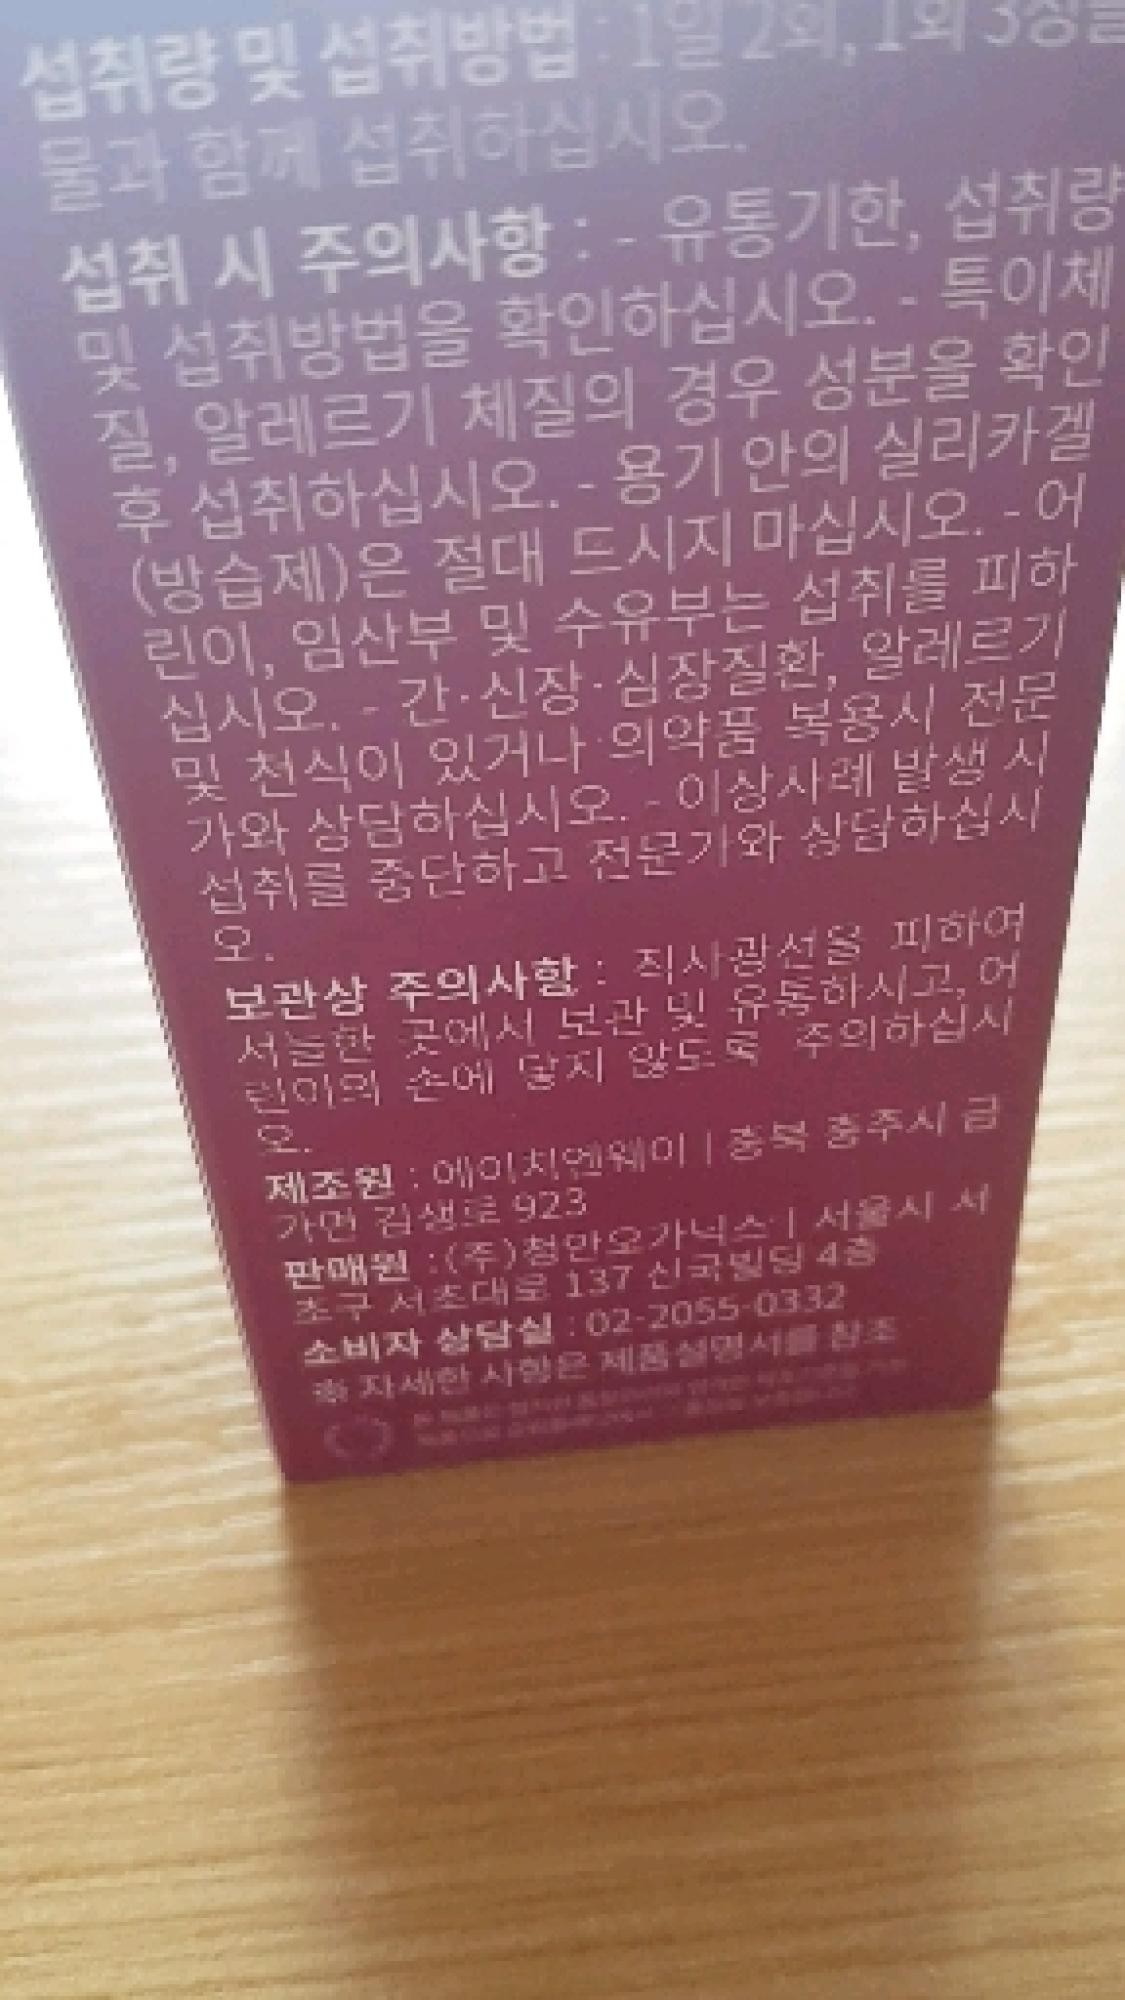 섭취량 및 섭취방법 : 1일 2회, 1회 3정을
물과 함께 섭취하십시오.
섭취 시 주의사항 : - 유통기한, 섭취량
및 섭취방법을 확인하십시오. - 특이체
질, 알레르기 체질의 경우 성분을 확인
후 섭취하십시오. - 용기 안의 실리카겔
(방습제)은 절대 드시지 마십시오. - 어
린이, 임산부 및 수유부는 섭취를 피하
십시오. - 간·신장·심장질환, 알레르기
및 천식이 있거나 의약품 복용시 전문
가와 상담하십시오. - 이상사례 발생 시
섭취를 중단하고 전문가와 상담하십시
오.
보관상 주의사항 : 직사광선을 피하여
서늘한 곳에서 보관 및 유통하시고, 어
린이의 손에 닿지 않도록 주의하십시
오.
제조원 : 에이치엔웨이 | 충북 충주시 금
가면 김생로 923
판매원 : (주)청만오가닉스 | 서울시 서
초구 서초대로 137 신국빌딩 4층
소비자 상담실 : 02-2055-0332
※ 자세한 사항은 제품설명서를 참조